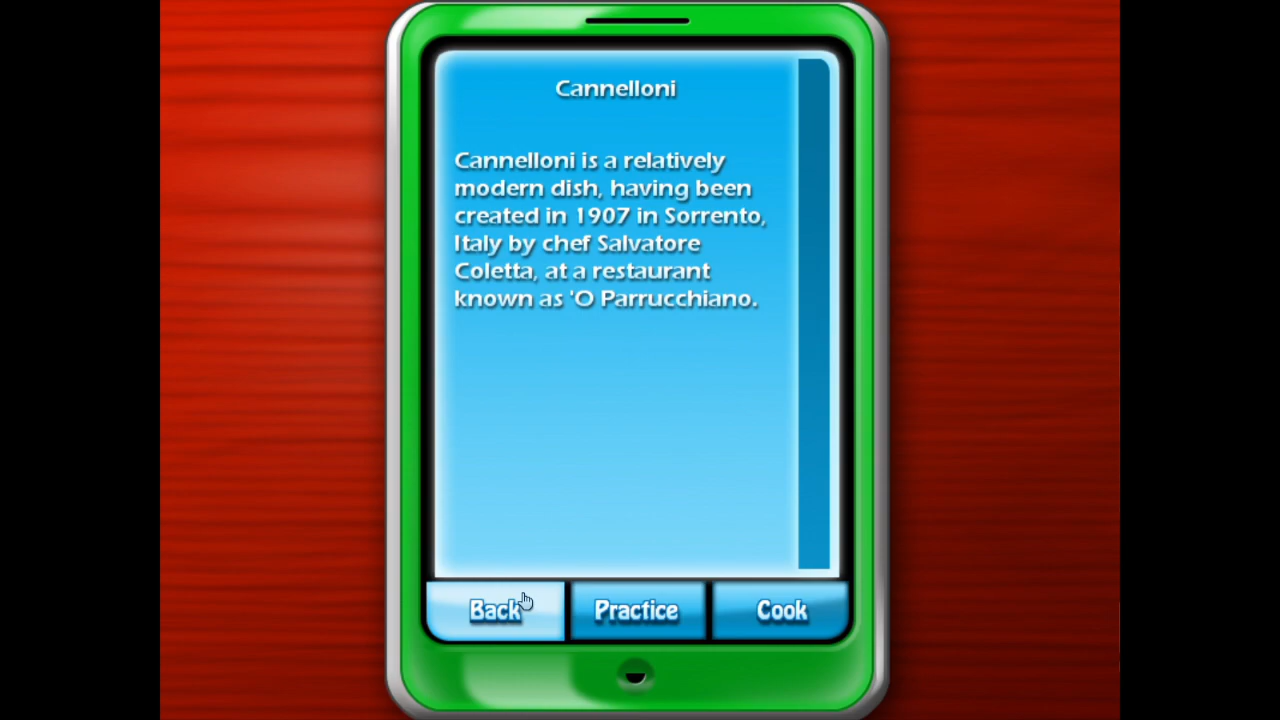 Cannelloni
Cannelloni is a relatively
modern dish, having been
created in 1907 in Sorrento,
Italy by chef Salvatore
Coletta, at a restaurant
known as 'O Parrucchiano.
Back
Practice
Cook